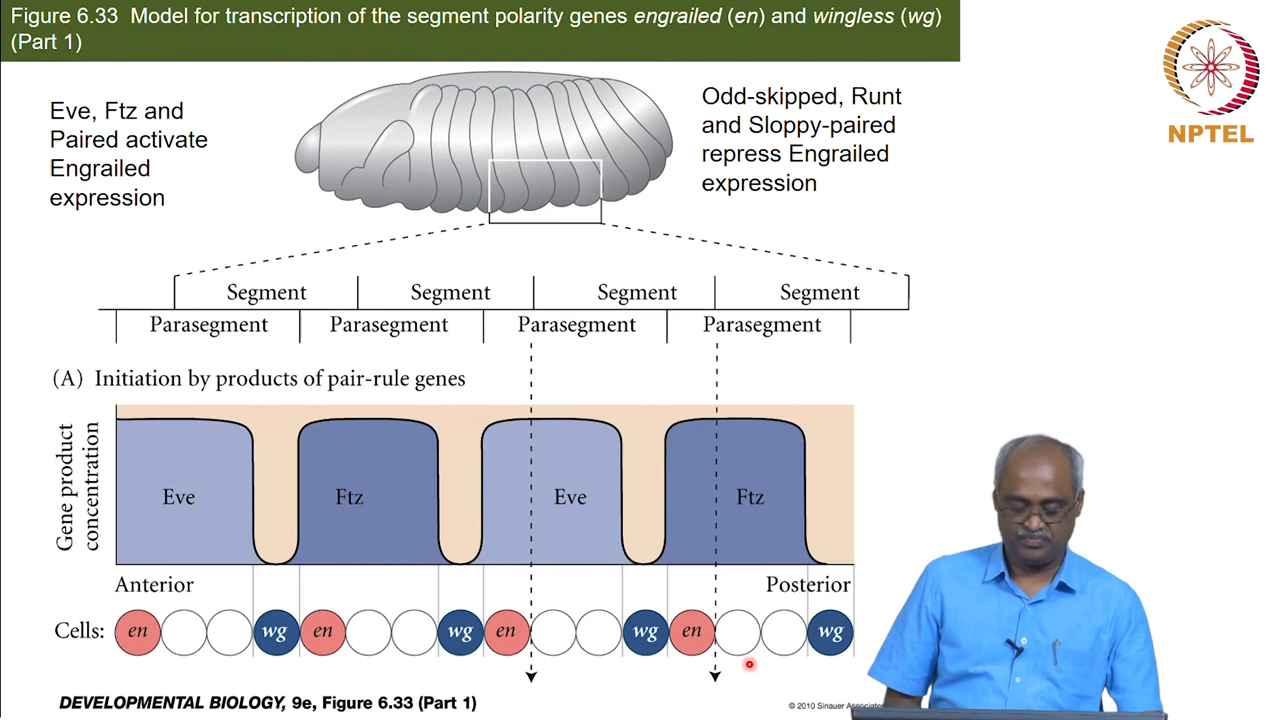 Figure 6.33 Model for transcription of the segment polarity genes engrailed (en) and wingless (wg)
(Part 1)
NPTEL
Eve, Ftz and
Paired activate
Engrailed
expression
Odd-skipped, Runt
and Sloppy-paired
repress Engrailed
expression
Segment Segment Segment Segment
Parasegment Parasegment Parasegment Parasegment
(A) Initiation by products of pair-rule genes
Gene product
concentration
Eve Ftz Eve Ftz
Anterior Posterior
Cells: en wg en wg en wg en wg
DEVELOPMENTAL BIOLOGY, 9e, Figure 6.33 (Part 1)
© 2010 Sinauer Associates